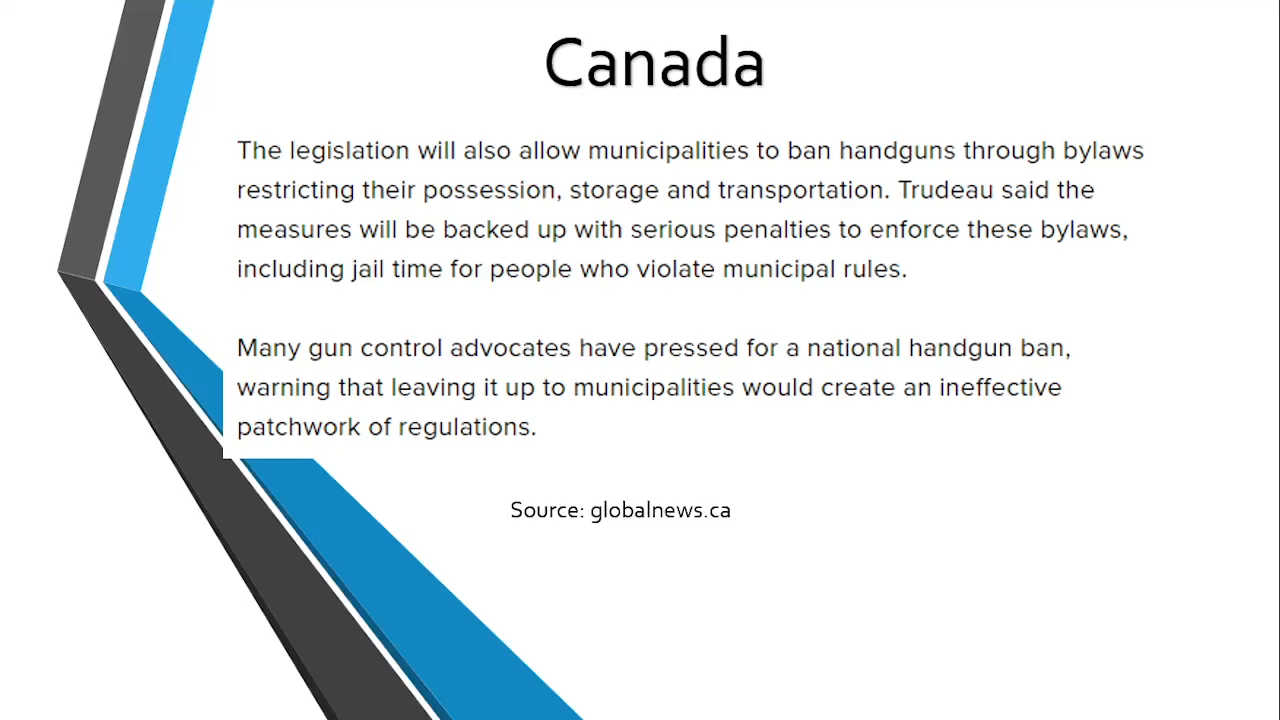 Canada
The legislation will also allow municipalities to ban handguns through bylaws
restricting their possession, storage and transportation. Trudeau said the
measures will be backed up with serious penalties to enforce these bylaws,
including jail time for people who violate municipal rules.
Many gun control advocates have pressed for a national handgun ban,
warning that leaving it up to municipalities would create an ineffective
patchwork of regulations.
Source: globalnews.ca